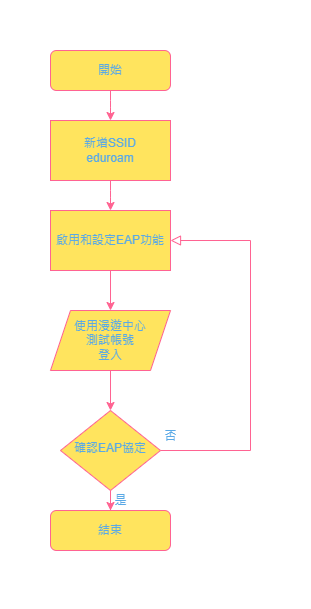 開始
新增SSID
eduroam
啟用和設定EAP功能
使用漫遊中心
測試帳號
登入
確認EAP協定
否
是
結束